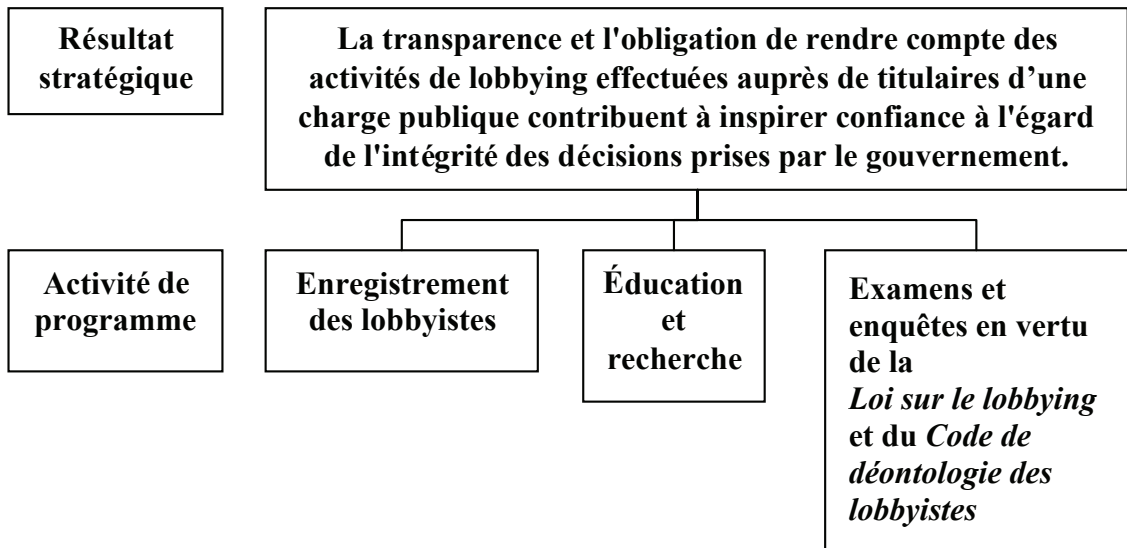 Résultat
stratégique
La transparence et l'obligation de rendre compte des
activités de lobbying effectuées auprès de titulaires d’une
charge publique contribuent à inspirer confiance à l'égard
de l'intégrité des décisions prises par le gouvernement.
Activité de
programme
Enregistrement
des lobbyistes
Éducation
et
recherche
Examens et
enquêtes en vertu
de la
Loi sur le lobbying
et du Code de
déontologie des
lobbyistes